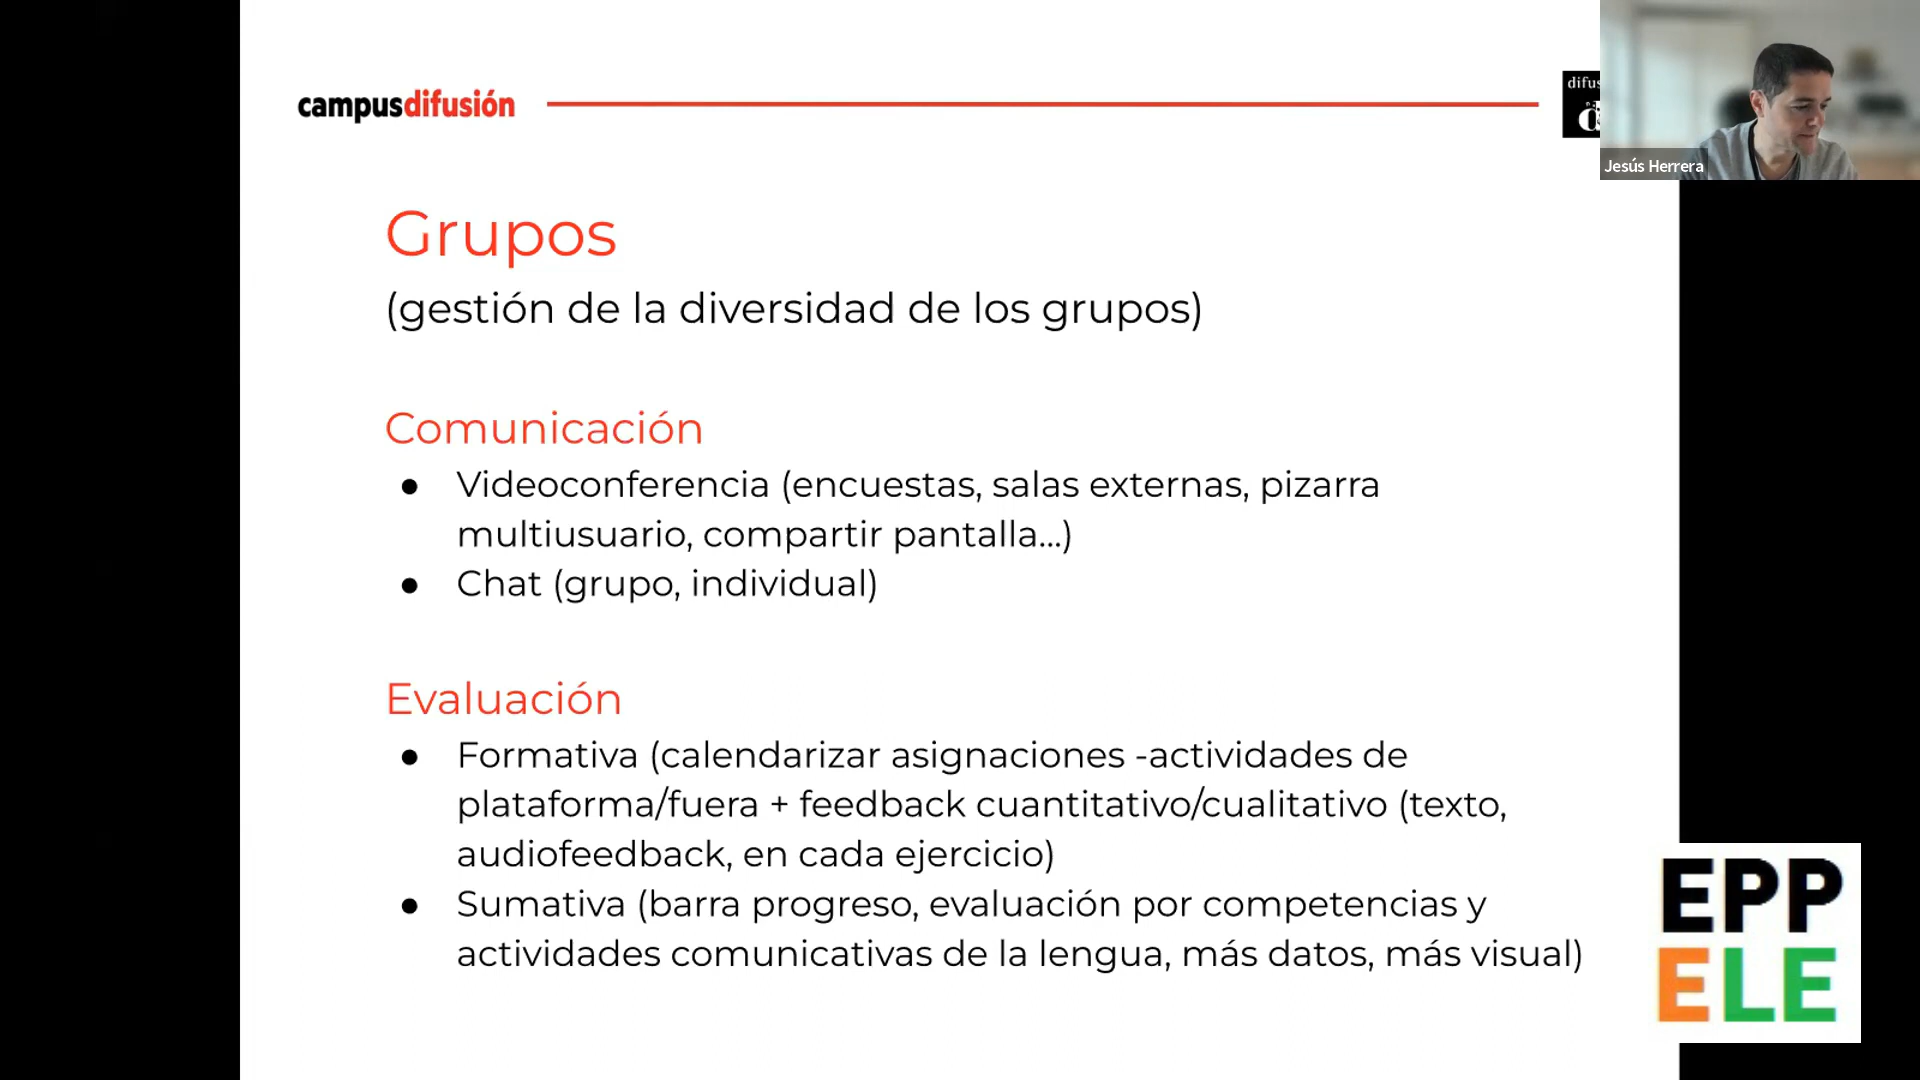 campusdifusión
Jesús Herrera
Grupos
(gestión de la diversidad de los grupos)
Comunicación
● Videoconferencia (encuestas, salas externas, pizarra
multiusuario, compartir pantalla...)
● Chat (grupo, individual)
Evaluación
● Formativa (calendarizar asignaciones -actividades de
plataforma/fuera + feedback cuantitativo/cualitativo (texto,
audiofeedback, en cada ejercicio)
● Sumativa (barra progreso, evaluación por competencias y
actividades comunicativas de la lengua, más datos, más visual)
EPP
ELE